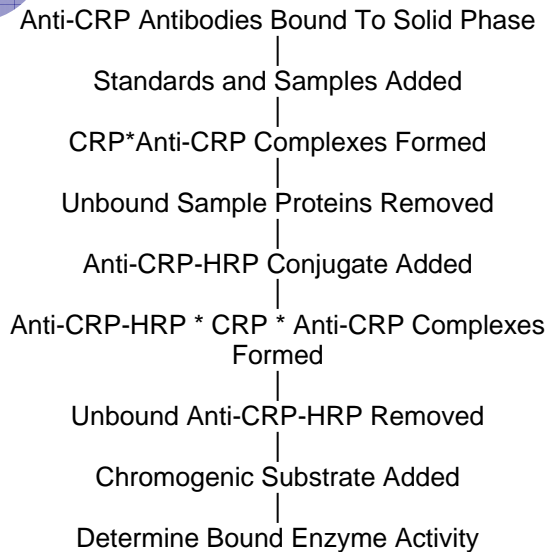 Anti-CRP Antibodies Bound To Solid Phase
Standards and Samples Added
CRP*Anti-CRP Complexes Formed
Unbound Sample Proteins Removed
Anti-CRP-HRP Conjugate Added
Anti-CRP-HRP * CRP * Anti-CRP Complexes
Formed
Unbound Anti-CRP-HRP Removed
Chromogenic Substrate Added
Determine Bound Enzyme Activity